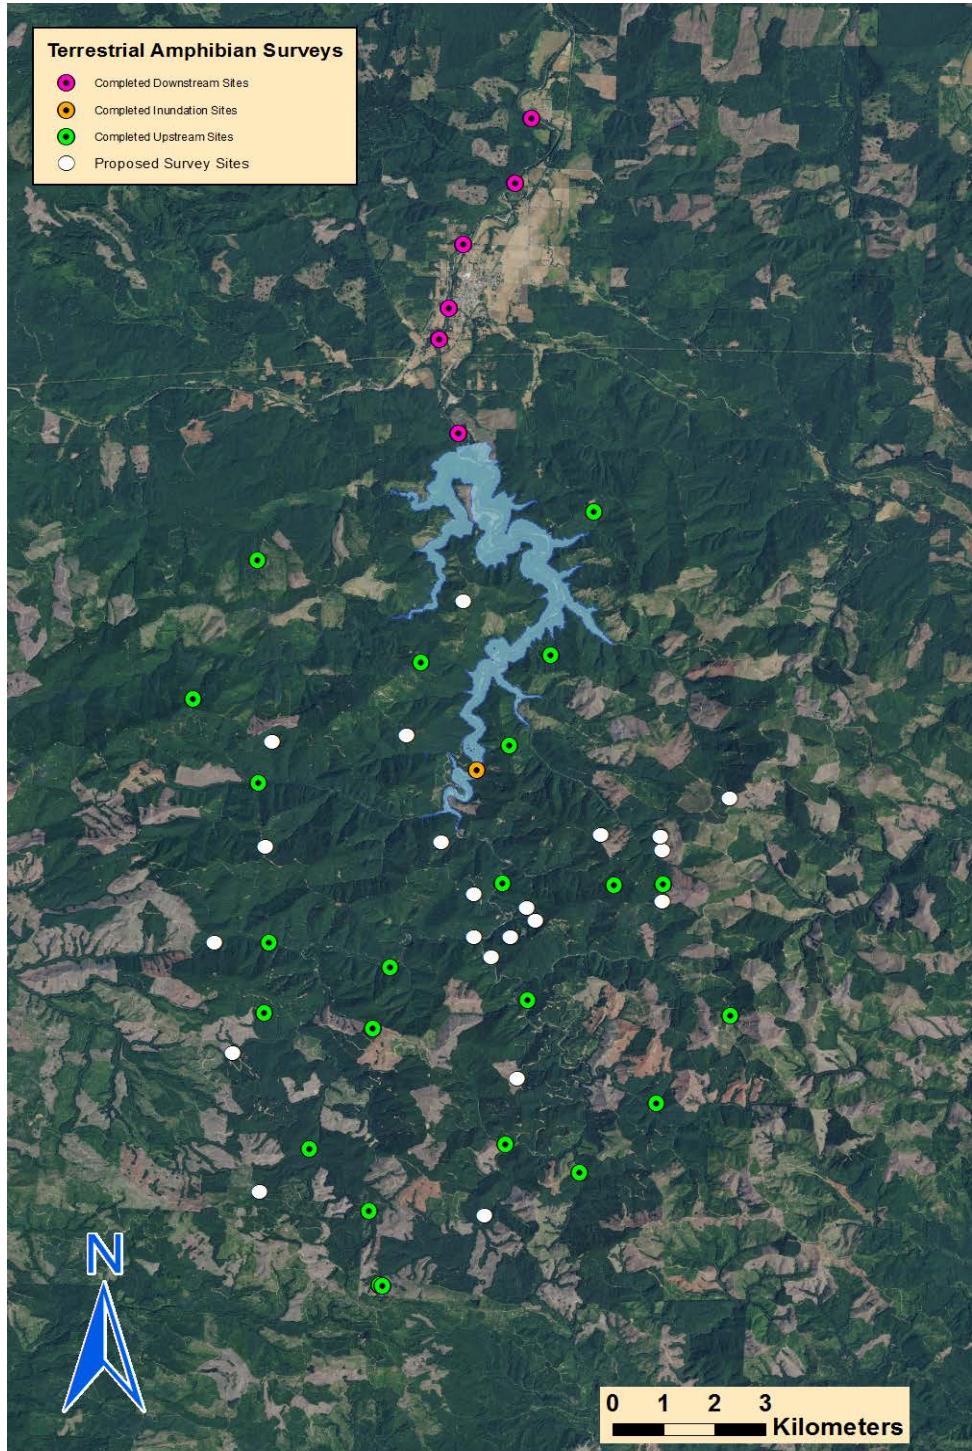 Terrestrial Amphibian Surveys
Completed Downstream Sites
Completed Inundation Sites
Completed Upstream Sites
Proposed Survey Sites
N
0 1 2 3
Kilometers